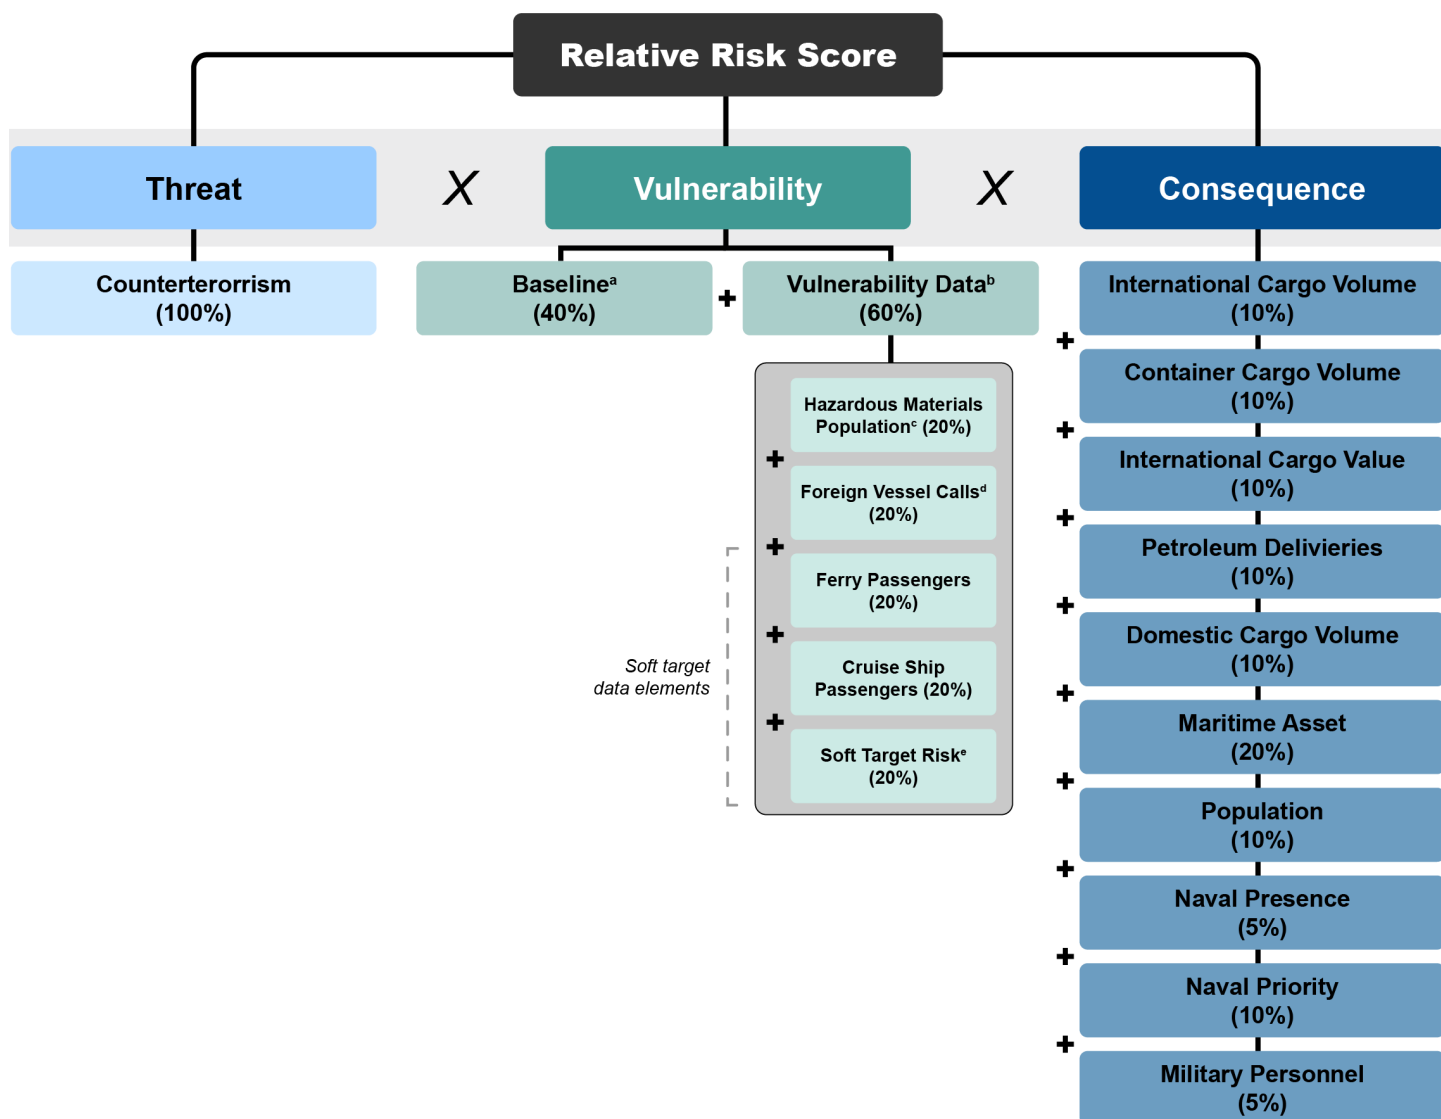 Relative Risk Score
Threat
X
Vulnerability
X
Consequence
Counterterorrism
(100%)
Baselineᵃ
(40%)
+
Vulnerability Dataᵇ
(60%)
Hazardous Materials
Populationᶜ (20%)
+
Foreign Vessel Callsᵈ
(20%)
+
Ferry Passengers
(20%)
+
Cruise Ship
Passengers (20%)
+
Soft Target Riskᵉ
(20%)
Soft target
data elements
International Cargo Volume
(10%)
+
Container Cargo Volume
(10%)
+
International Cargo Value
(10%)
+
Petroleum Delivieries
(10%)
+
Domestic Cargo Volume
(10%)
+
Maritime Asset
(20%)
+
Population
(10%)
+
Naval Presence
(5%)
+
Naval Priority
(10%)
+
Military Personnel
(5%)